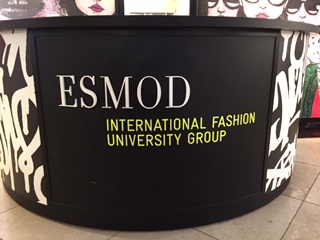 ESMOD
INTERNATIONAL FASHION
UNIVERSITY GROUP